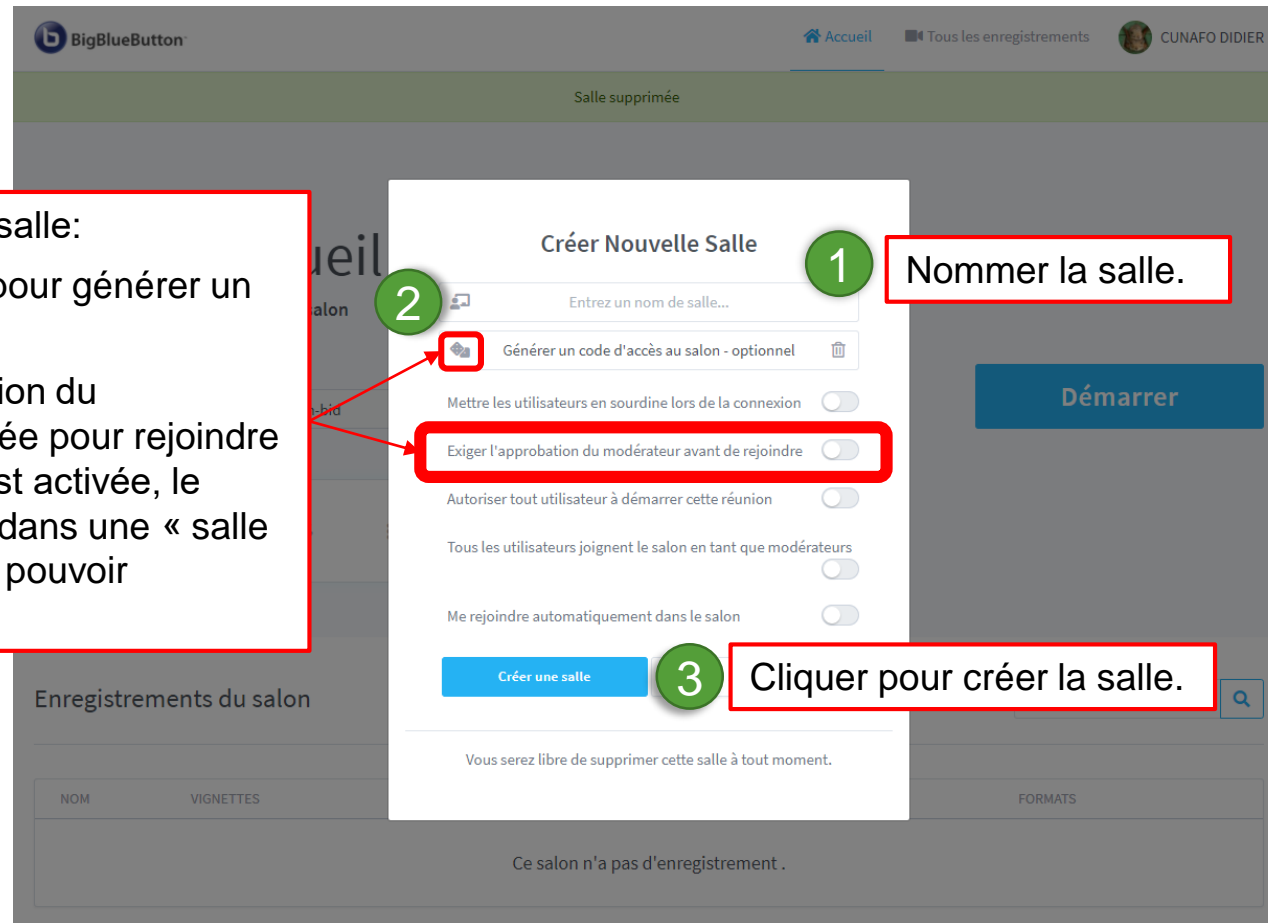 BigBlueButton
Accueil
Tous les enregistrements
CUNAFO DIDIER
Salle supprimée
salle:
pour générer un
tion du
ée pour rejoindre
st activée, le
dans une « salle
pouvoir
ueil
salon
n-bid
Créer Nouvelle Salle
1
Nommer la salle.
2
Entrez un nom de salle...
Générer un code d'accès au salon - optionnel
Mettre les utilisateurs en sourdine lors de la connexion
Exiger l'approbation du modérateur avant de rejoindre
Autoriser tout utilisateur à démarrer cette réunion
Tous les utilisateurs joignent le salon en tant que modérateurs
Me rejoindre automatiquement dans le salon
Démarrer
Créer une salle
3
Cliquer pour créer la salle.
Vous serez libre de supprimer cette salle à tout moment.
Enregistrements du salon
NOM
VIGNETTES
FORMATS
Ce salon n'a pas d'enregistrement .